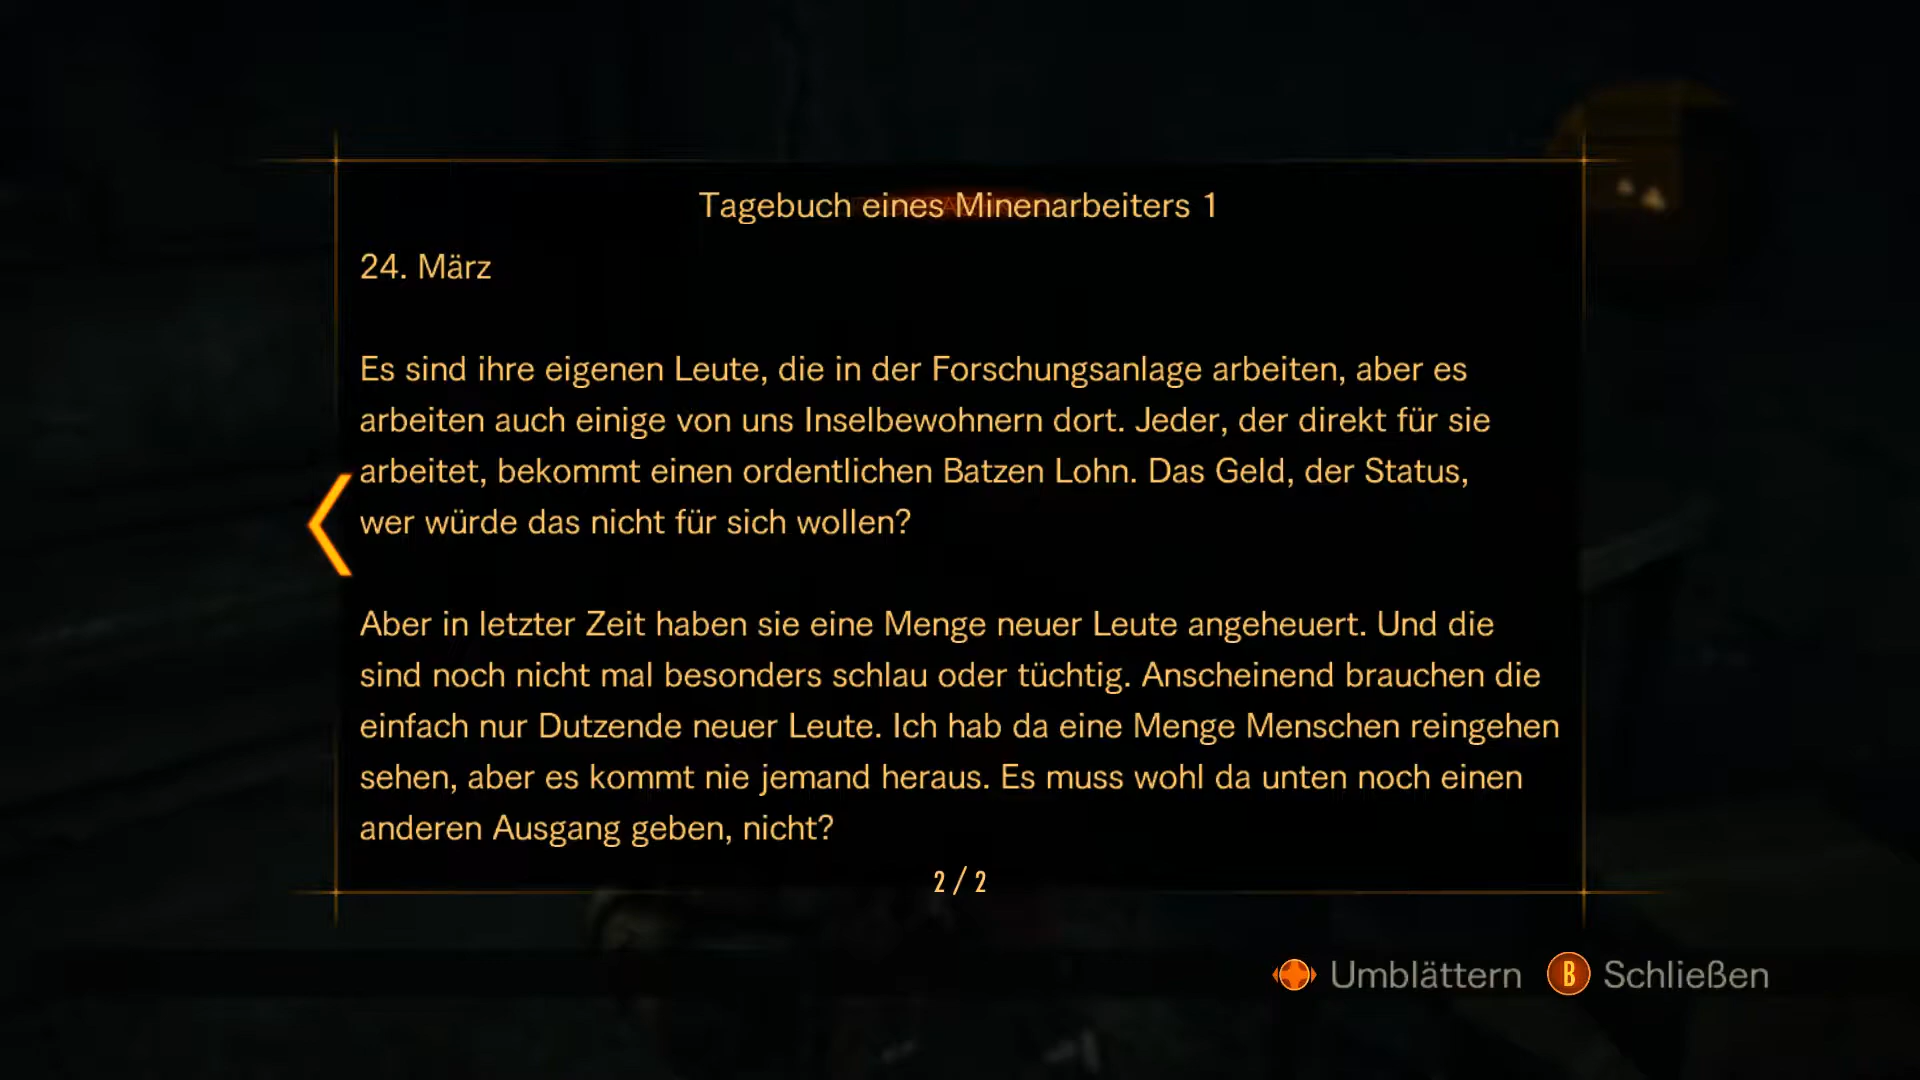 Tagebuch eines Minenarbeiters 1
24. März
Es sind ihre eigenen Leute, die in der Forschungsanlage arbeiten, aber es
arbeiten auch einige von uns Inselbewohnern dort. Jeder, der direkt für sie
arbeitet, bekommt einen ordentlichen Batzen Lohn. Das Geld, der Status,
wer würde das nicht für sich wollen?
Aber in letzter Zeit haben sie eine Menge neuer Leute angeheuert. Und die
sind noch nicht mal besonders schlau oder tüchtig. Anscheinend brauchen die
einfach nur Dutzende neuer Leute. Ich hab da eine Menge Menschen reingehen
sehen, aber es kommt nie jemand heraus. Es muss wohl da unten noch einen
anderen Ausgang geben, nicht?
2 / 2
Umblättern B Schließen